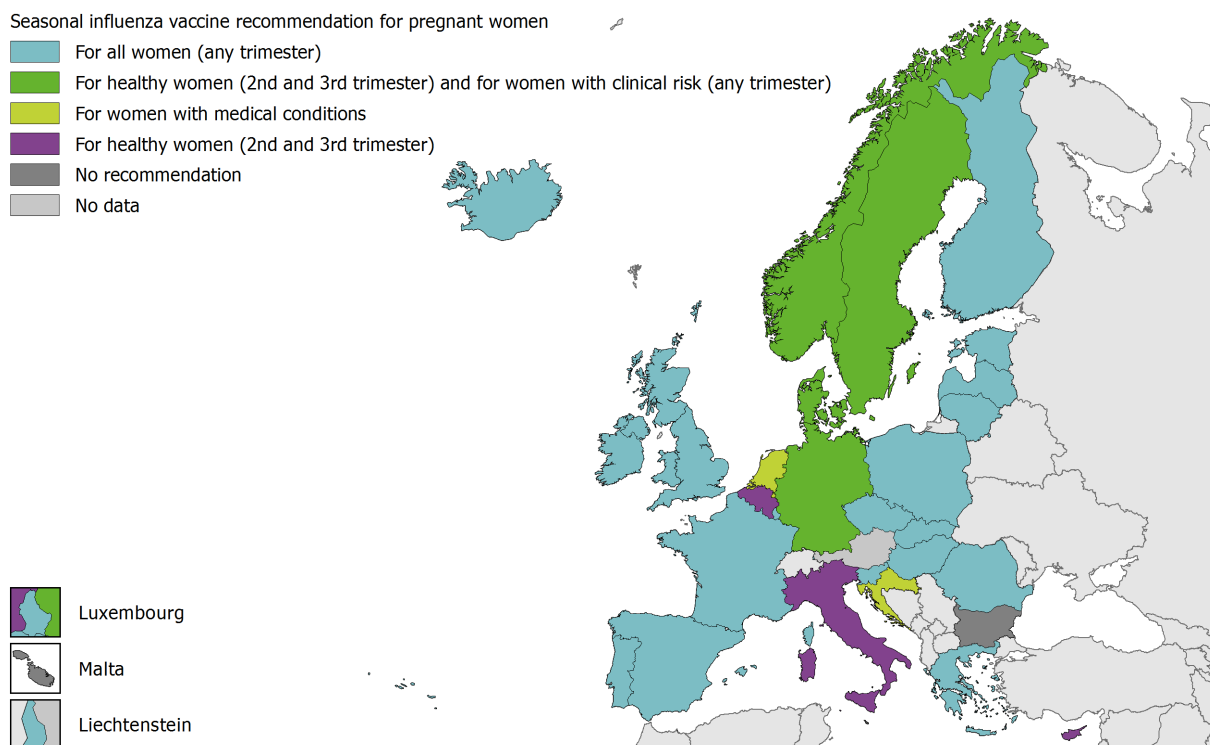 Seasonal influenza vaccine recommendation for pregnant women
For all women (any trimester)
For healthy women (2nd and 3rd trimester) and for women with clinical risk (any trimester)
For women with medical conditions
For healthy women (2nd and 3rd trimester)
No recommendation
No data
Luxembourg
Malta
Liechtenstein